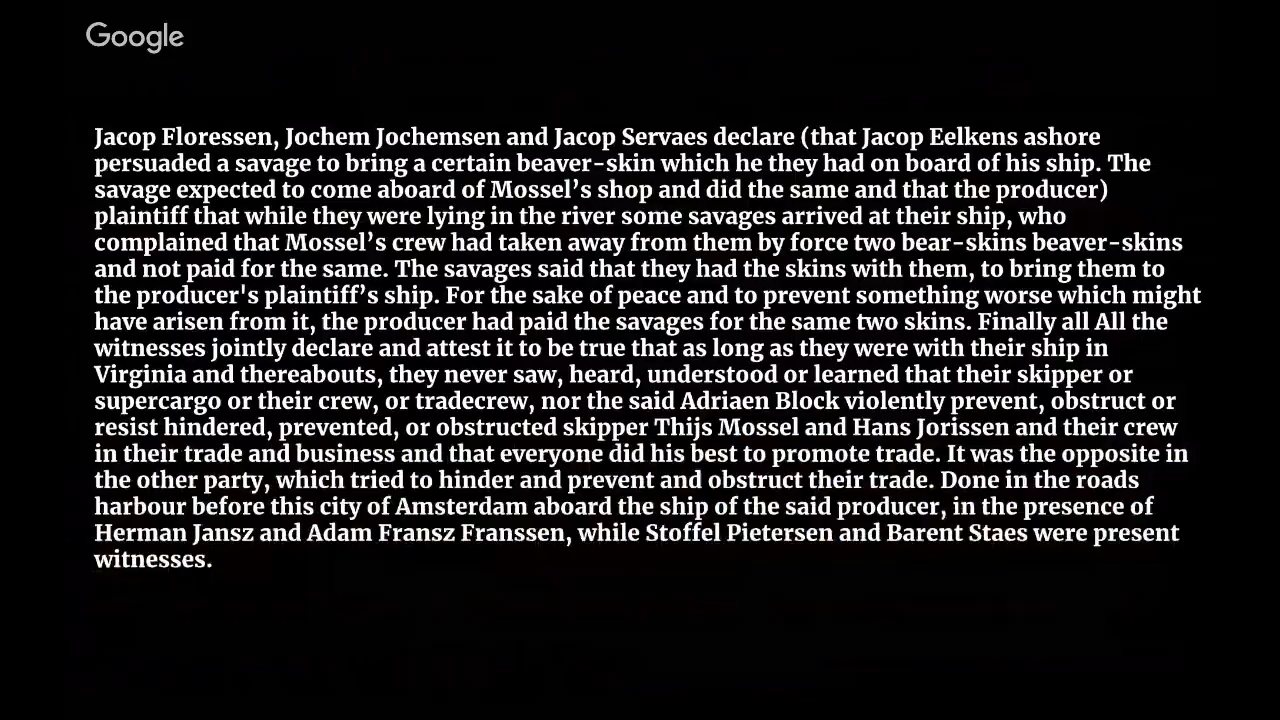 Google
Jacop Floressen, Jochem Jochemsen and Jacop Servaes declare (that Jacop Eelkens ashore
persuaded a savage to bring a certain beaver-skin which he they had on board of his ship. The
savage expected to come aboard of Mossel’s shop and did the same and that the producer)
plaintiff that while they were lying in the river some savages arrived at their ship, who
complained that Mossel’s crew had taken away from them by force two bear-skins beaver-skins
and not paid for the same. The savages said that they had the skins with them, to bring them to
the producer's plaintiff’s ship. For the sake of peace and to prevent something worse which might
have arisen from it, the producer had paid the savages for the same two skins. Finally all All the
witnesses jointly declare and attest it to be true that as long as they were with their ship in
Virginia and thereabouts, they never saw, heard, understood or learned that their skipper or
supercargo or their crew, or tradecrew, nor the said Adriaen Block violently prevent, obstruct or
resist hindered, prevented, or obstructed skipper Thijs Mossel and Hans Jorissen and their crew
in their trade and business and that everyone did his best to promote trade. It was the opposite in
the other party, which tried to hinder and prevent and obstruct their trade. Done in the roads
harbour before this city of Amsterdam aboard the ship of the said producer, in the presence of
Herman Jansz and Adam Fransz Franssen, while Stoffel Pietersen and Barent Staes were present
witnesses.